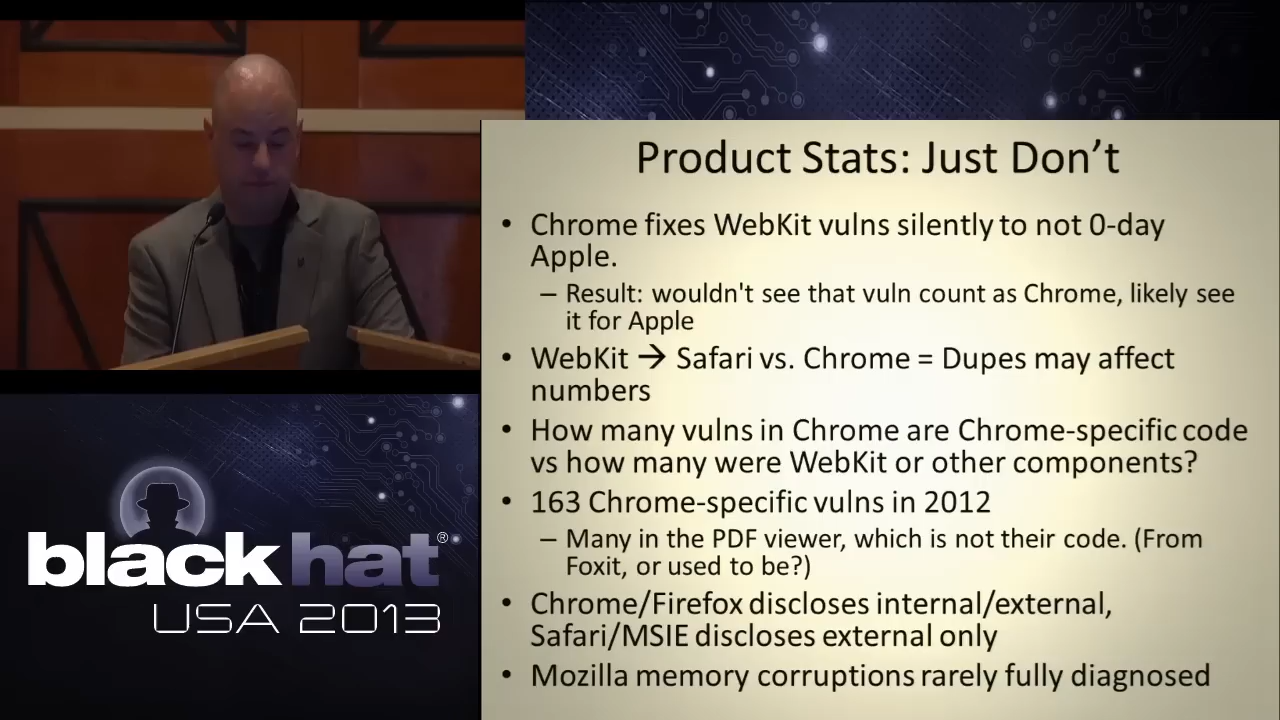 Product Stats: Just Don't
• Chrome fixes WebKit vulns silently to not 0-day
Apple.
– Result: wouldn't see that vuln count as Chrome, likely see
it for Apple
• WebKit → Safari vs. Chrome = Dupes may affect
numbers
• How many vulns in Chrome are Chrome-specific code
vs how many were WebKit or other components?
• 163 Chrome-specific vulns in 2012
– Many in the PDF viewer, which is not their code. (From
Foxit, or used to be?)
• Chrome/Firefox discloses internal/external,
Safari/MSIE discloses external only
• Mozilla memory corruptions rarely fully diagnosed
black hat®
USA 2013